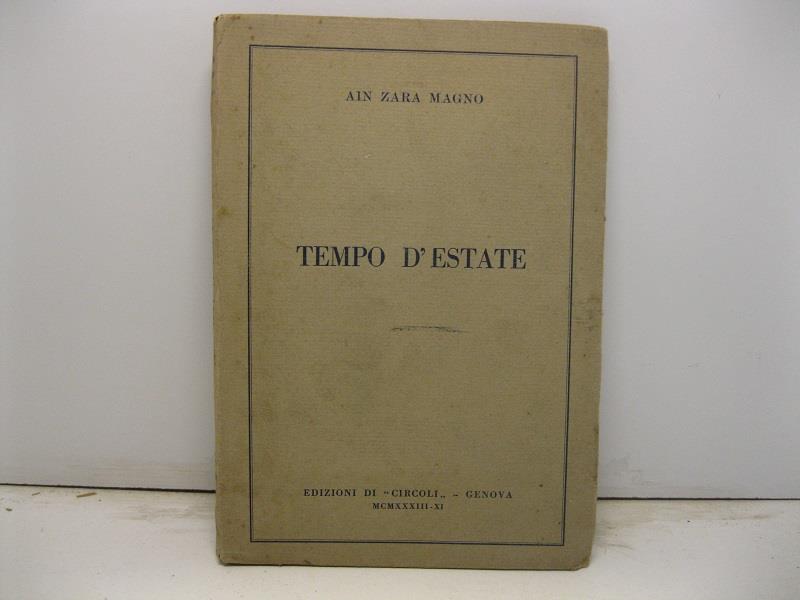 AIN ZARA MAGNO
TEMPO D'ESTATE
EDIZIONI DI "CIRCOLI„ - GENOVA
MCMXXXIII-XI